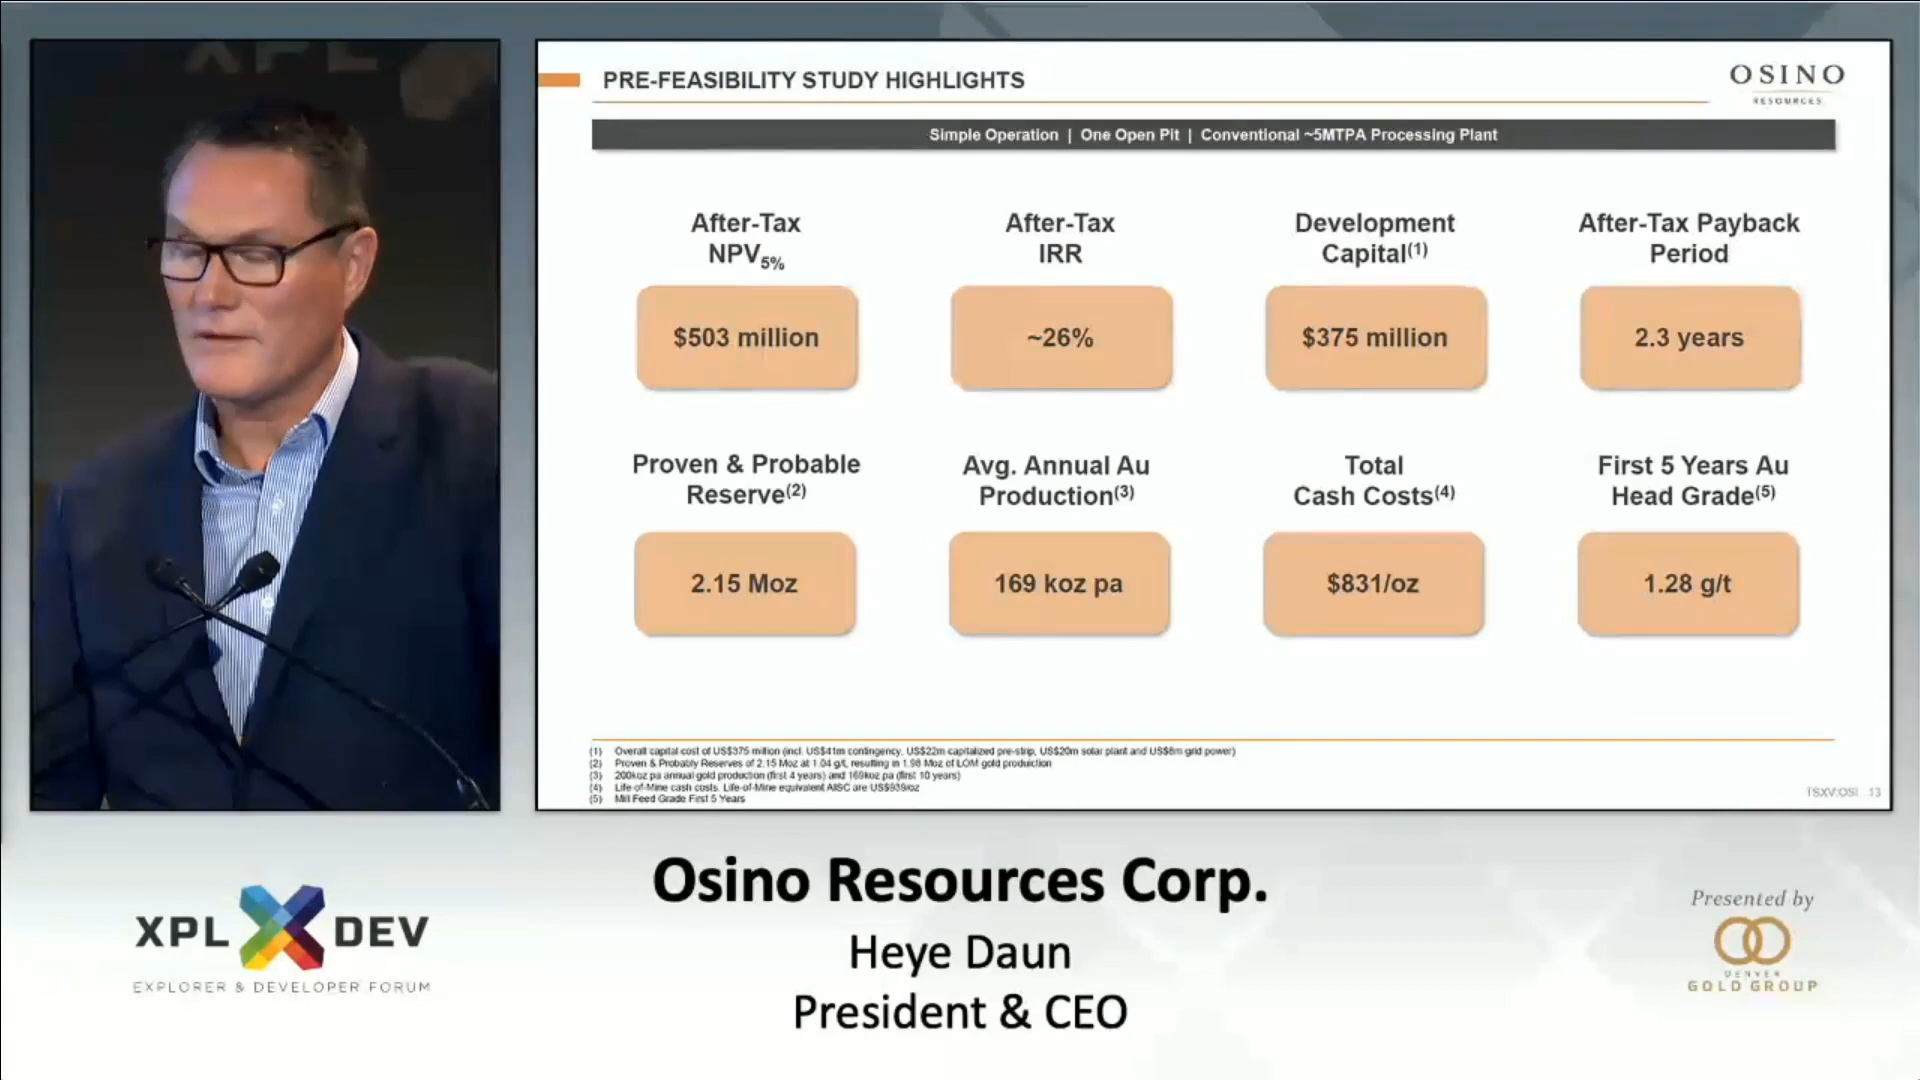 XPL
PRE-FEASIBILITY STUDY HIGHLIGHTS
OSINO
RESOURCES
Simple Operation | One Open Pit | Conventional ~5MTPA Processing Plant
After-Tax
NPV5%
$503 million
After-Tax
IRR
~26%
Development
Capital(1)
$375 million
After-Tax Payback
Period
2.3 years
Proven & Probable
Reserve(2)
2.15 Moz
Avg. Annual Au
Production(3)
169 koz pa
Total
Cash Costs(4)
$831/oz
First 5 Years Au
Head Grade(5)
1.28 g/t
(1) Overall capital cost of US$375 million (incl. US$41m contingency, US$22m capitalized pre-strip, US$20m solar plant and US$8m grid power)
(2) Proven & Probably Reserves of 2.15 Moz at 1.04 g/t, resulting in 1.98 Moz of LOM gold production
(3) 200koz pa annual gold production (first 4 years) and 169koz pa (first 10 years)
(4) Life-of-Mine cash costs. Life-of-Mine equivalent AISC are US$939/oz
(5) Mill Feed Grade First 5 Years
TSXV:OSI 13
Osino Resources Corp.
Heye Daun
President & CEO
XPL DEV
EXPLORER & DEVELOPER FORUM
Presented by
DENVER
GOLD GROUP